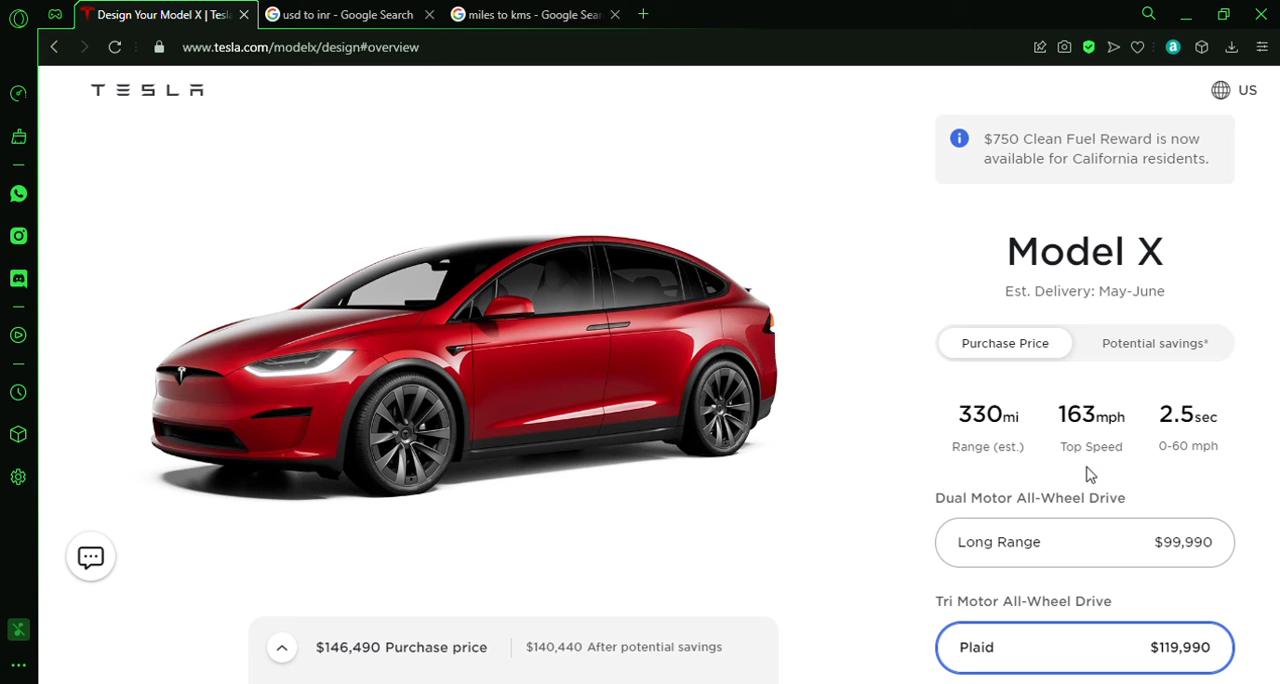 Design Your Model X | Tesla
usd to inr - Google Search
miles to kms - Google Sear
www.tesla.com/modelx/design#overview
TESLA
US
$750 Clean Fuel Reward is now
available for California residents.
Model X
Est. Delivery: May-June
Purchase Price
Potential savings*
330mi
163mph
2.5sec
Range (est.)
Top Speed
0-60 mph
Dual Motor All-Wheel Drive
Long Range
$99,990
Tri Motor All-Wheel Drive
Plaid
$119,990
$146,490 Purchase price
$140,440 After potential savings